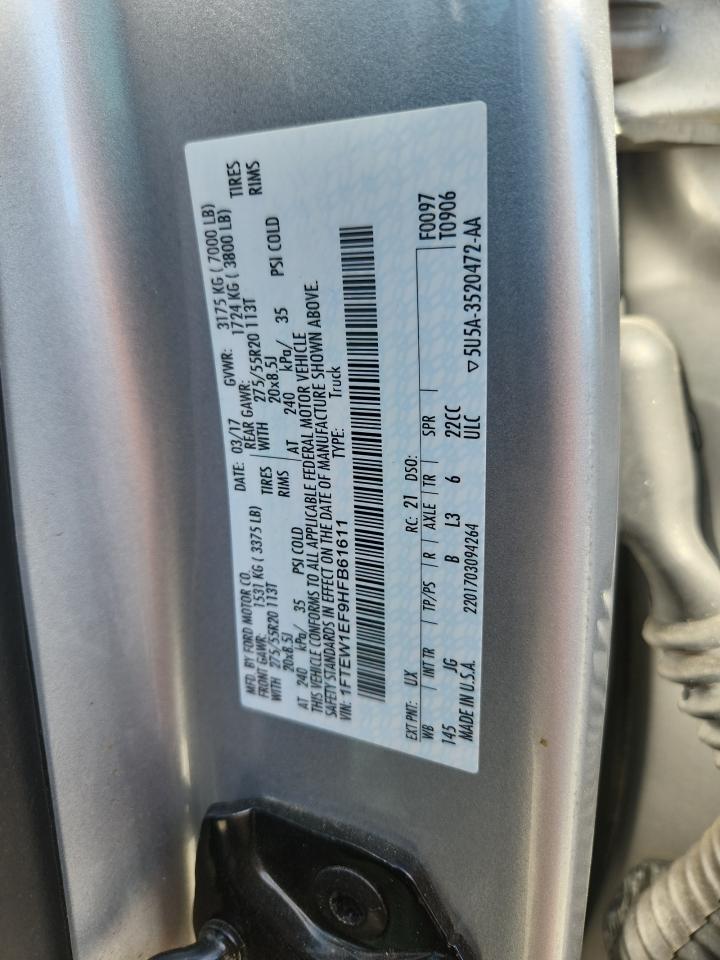 MFD. BY FORD MOTOR CO. DATE: 03/17 GVWR: 3175 KG ( 7000 LB)
FRONT GAWR: 1531 KG (3375 LB) REAR GAWR: 1724 KG ( 3800 LB)
WITH 275/55R20 113T TIRES WITH 275/55R20 113T TIRES
20x8.5J RIMS 20x8.5J RIMS
AT 240 kPa/ 35 PSI COLD AT 240 kPa/ 35 PSI COLD
THIS VEHICLE CONFORMS TO ALL APPLICABLE FEDERAL MOTOR VEHICLE
SAFETY STANDARDS IN EFFECT ON THE DATE OF MANUFACTURE SHOWN ABOVE.
VIN: 1FTEW1EF9HFB61611 TYPE: Truck
EXT PNT: UX RC: 21 DSO: F0097
WB INT TR TP/PS R AXLE TR SPR T0906
145 JG B L3 6 22CC
MADE IN U.S.A. 2201703094264 ULC ▽5U5A-3520472-AA